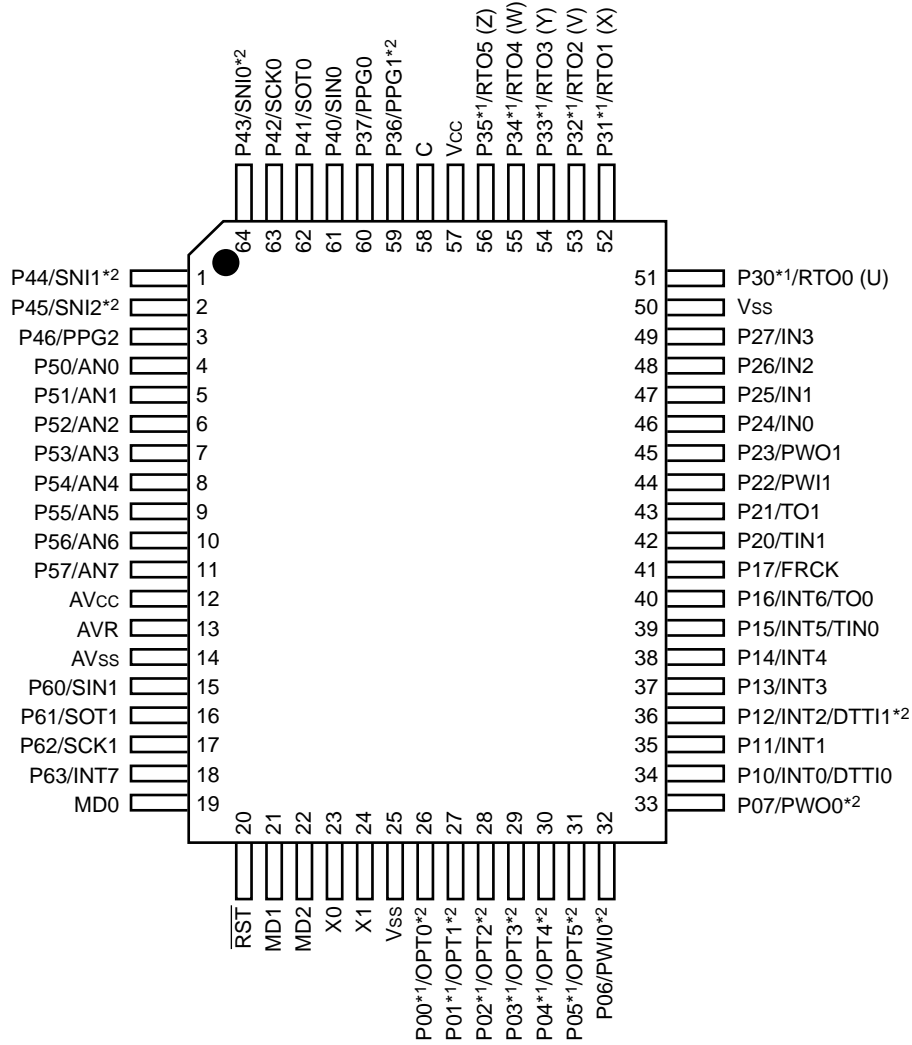 P43/SNI0*2
P42/SCK0
P41/SOT0
P40/SIN0
P37/PPG0
P36/PPG1*2
C
Vcc
P35*1/RTO5 (Z)
P34*1/RTO4 (W)
P33*1/RTO3 (Y)
P32*1/RTO2 (V)
P31*1/RTO1 (X)
64
63
62
61
60
59
58
57
56
55
54
53
52
P44/SNI1*2 1
P45/SNI2*2 2
P46/PPG2 3
P50/AN0 4
P51/AN1 5
P52/AN2 6
P53/AN3 7
P54/AN4 8
P55/AN5 9
P56/AN6 10
P57/AN7 11
AVcc 12
AVR 13
AVss 14
P60/SIN1 15
P61/SOT1 16
P62/SCK1 17
P63/INT7 18
MD0 19
51 P30*1/RTO0 (U)
50 Vss
49 P27/IN3
48 P26/IN2
47 P25/IN1
46 P24/IN0
45 P23/PWO1
44 P22/PWI1
43 P21/TO1
42 P20/TIN1
41 P17/FRCK
40 P16/INT6/TO0
39 P15/INT5/TIN0
38 P14/INT4
37 P13/INT3
36 P12/INT2/DTTI1*2
35 P11/INT1
34 P10/INT0/DTTI0
33 P07/PWO0*2
20
21
22
23
24
25
26
27
28
29
30
31
32
RST
MD1
MD2
X0
X1
Vss
P00*1/OPT0*2
P01*1/OPT1*2
P02*1/OPT2*2
P03*1/OPT3*2
P04*1/OPT4*2
P05*1/OPT5*2
P06/PWI0*2